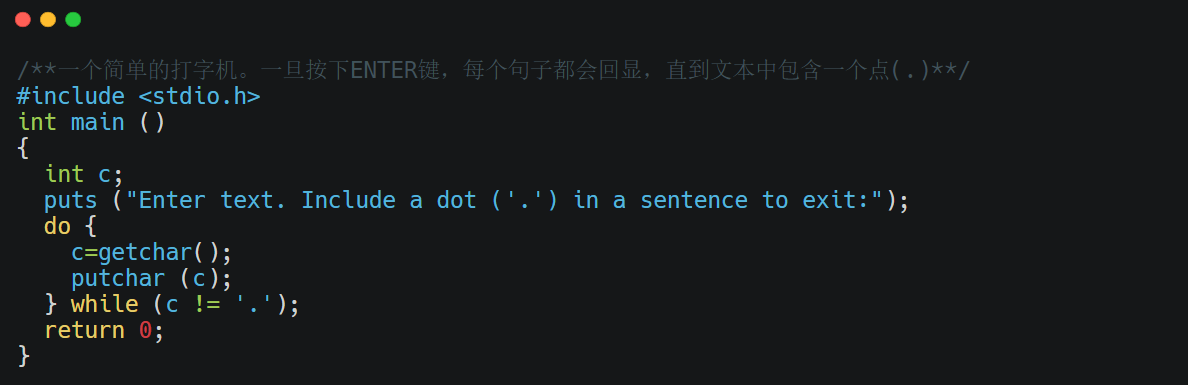 /**一个简单的打字机。一旦按下ENTER键，每个句子都会回显，直到文本中包含一个点(.)**/
#include <stdio.h>
int main ()
{
  int c;
  puts ("Enter text. Include a dot ('.') in a sentence to exit:");
  do {
    c=getchar();
    putchar (c);
  } while (c != '.');
  return 0;
}